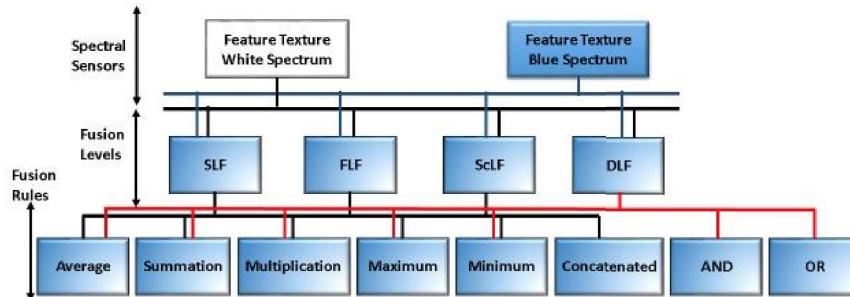 Spectral
Sensors
Feature Texture
White Spectrum
Feature Texture
Blue Spectrum
Fusion
Levels
SLF
FLF
ScLF
DLF
Fusion
Rules
Average
Summation
Multiplication
Maximum
Minimum
Concatenated
AND
OR